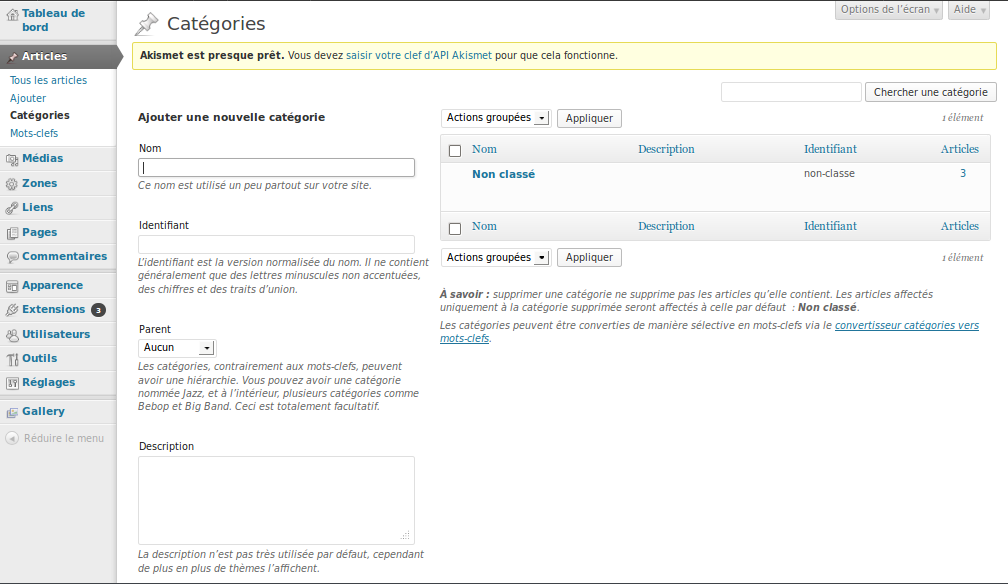 Tableau de
bord
Articles
Tous les articles
Ajouter
Catégories
Mots-clefs
Médias
Zones
Liens
Pages
Commentaires
Apparence
Extensions 3
Utilisateurs
Outils
Réglages
Gallery
Réduire le menu
Options de l’écran
Aide
Catégories
Akismet est presque prêt. Vous devez saisir votre clef d’API Akismet pour que cela fonctionne.
Chercher une catégorie
Ajouter une nouvelle catégorie
Nom
Ce nom est utilisé un peu partout sur votre site.
Identifiant
L’identifiant est la version normalisée du nom. Il ne contient
généralement que des lettres minuscules non accentuées,
des chiffres et des traits d’union.
Parent
Aucun
Les catégories, contrairement aux mots-clefs, peuvent
avoir une hiérarchie. Vous pouvez avoir une catégorie
nommée Jazz, et à l’intérieur, plusieurs catégories comme
Bebop et Big Band. Ceci est totalement facultatif.
Description
La description n’est pas très utilisée par défaut, cependant
de plus en plus de thèmes l’affichent.
Actions groupées Appliquer 1 élément
Nom Description Identifiant Articles
Non classé non-classe 3
Nom Description Identifiant Articles
Actions groupées Appliquer 1 élément
À savoir : supprimer une catégorie ne supprime pas les articles qu’elle contient. Les articles affectés
uniquement à la catégorie supprimée seront affectés à celle par défaut : Non classé.
Les catégories peuvent être converties de manière sélective en mots-clefs via le convertisseur catégories vers
mots-clefs.